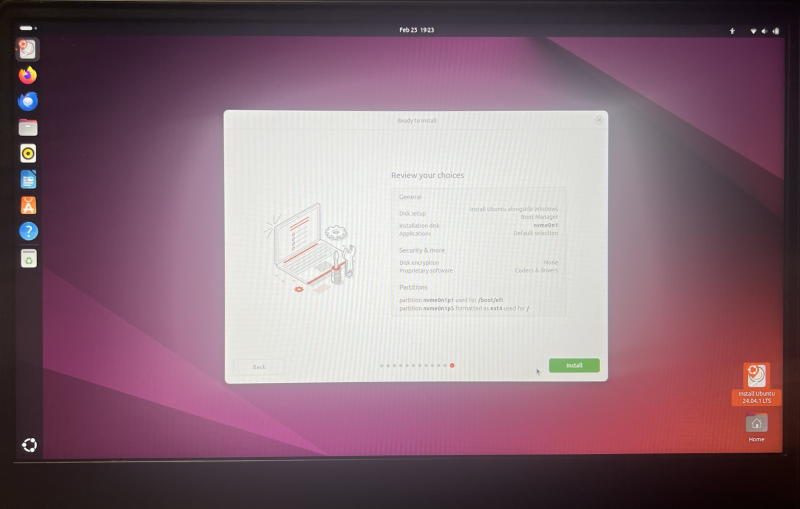 Feb 23 19:23
Ready to Install
Review your choices
General
Disk setup
Install Ubuntu alongside Windows
Boot Manager
Installation disk
nvme0n1
Applications
Default selection
Security & more
Disk encryption
None
Proprietary software
Codecs & drivers
Partitions
partition nvme0n1p1 used for /boot/efi
partition nvme0n1p5 formatted as ext4 used for /
Back
Install
Install Ubuntu
24.04.1 LTS
Home